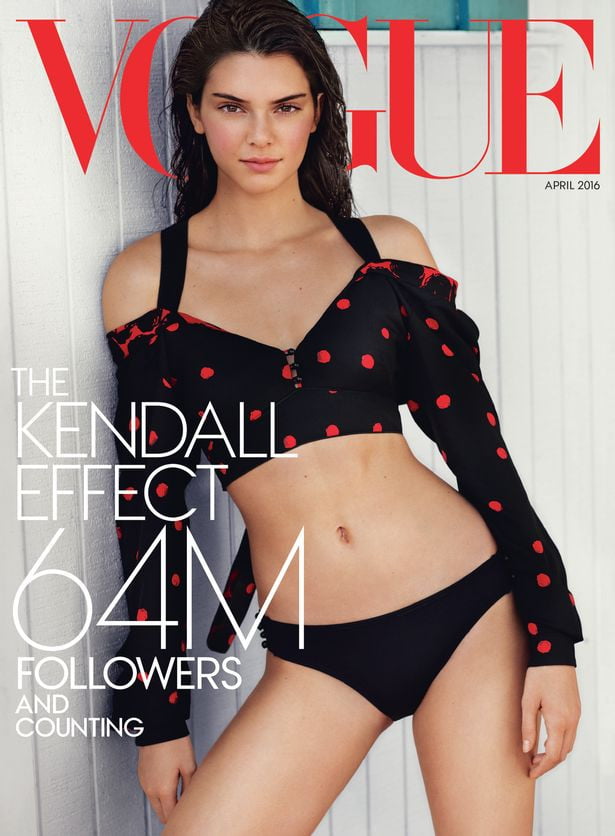 VOGUE
APRIL 2016
THE
KENDALL
EFFECT
64M
FOLLOWERS
AND
COUNTING